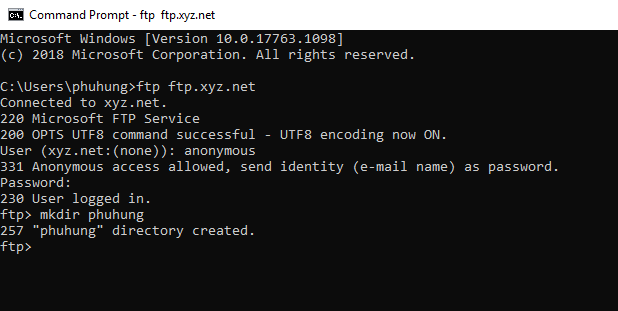 Command Prompt - ftp ftp.xyz.net
Microsoft Windows [Version 10.0.17763.1098]
(c) 2018 Microsoft Corporation. All rights reserved.
C:\Users\phuhung>ftp ftp.xyz.net
Connected to xyz.net.
220 Microsoft FTP Service
200 OPTS UTF8 command successful - UTF8 encoding now ON.
User (xyz.net:(none)): anonymous
331 Anonymous access allowed, send identity (e-mail name) as password.
Password:
230 User logged in.
ftp> mkdir phuhung
257 "phuhung" directory created.
ftp>